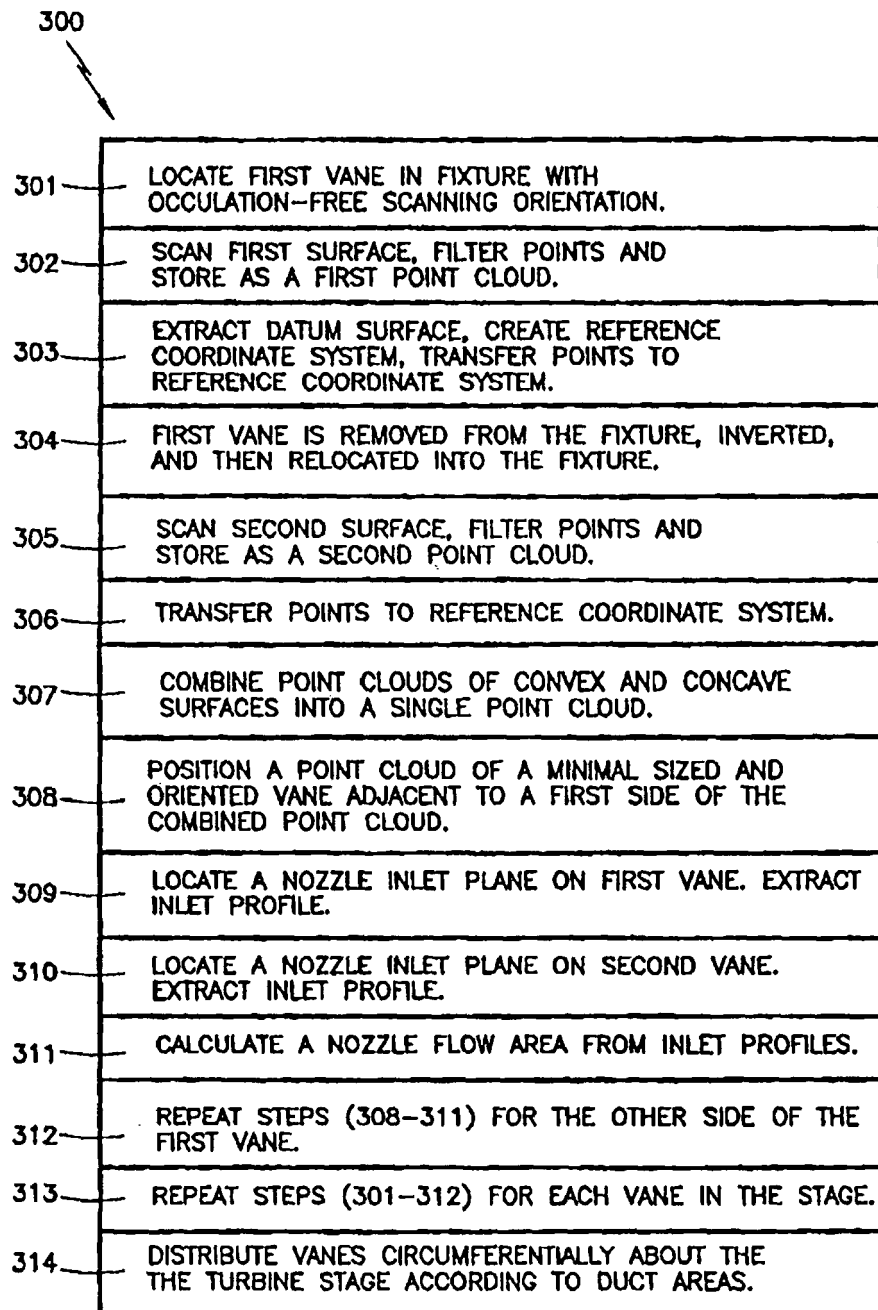 300
301 LOCATE FIRST VANE IN FIXTURE WITH
OCCULATION-FREE SCANNING ORIENTATION.
302 SCAN FIRST SURFACE, FILTER POINTS AND
STORE AS A FIRST POINT CLOUD.
303 EXTRACT DATUM SURFACE, CREATE REFERENCE
COORDINATE SYSTEM, TRANSFER POINTS TO
REFERENCE COORDINATE SYSTEM.
304 FIRST VANE IS REMOVED FROM THE FIXTURE, INVERTED,
AND THEN RELOCATED INTO THE FIXTURE.
305 SCAN SECOND SURFACE, FILTER POINTS AND
STORE AS A SECOND POINT CLOUD.
306 TRANSFER POINTS TO REFERENCE COORDINATE SYSTEM.
307 COMBINE POINT CLOUDS OF CONVEX AND CONCAVE
SURFACES INTO A SINGLE POINT CLOUD.
308 POSITION A POINT CLOUD OF A MINIMAL SIZED AND
ORIENTED VANE ADJACENT TO A FIRST SIDE OF THE
COMBINED POINT CLOUD.
309 LOCATE A NOZZLE INLET PLANE ON FIRST VANE. EXTRACT
INLET PROFILE.
310 LOCATE A NOZZLE INLET PLANE ON SECOND VANE.
EXTRACT INLET PROFILE.
311 CALCULATE A NOZZLE FLOW AREA FROM INLET PROFILES.
312 REPEAT STEPS (308-311) FOR THE OTHER SIDE OF THE
FIRST VANE.
313 REPEAT STEPS (301-312) FOR EACH VANE IN THE STAGE.
314 DISTRIBUTE VANES CIRCUMFERENTIALLY ABOUT THE
THE TURBINE STAGE ACCORDING TO DUCT AREAS.